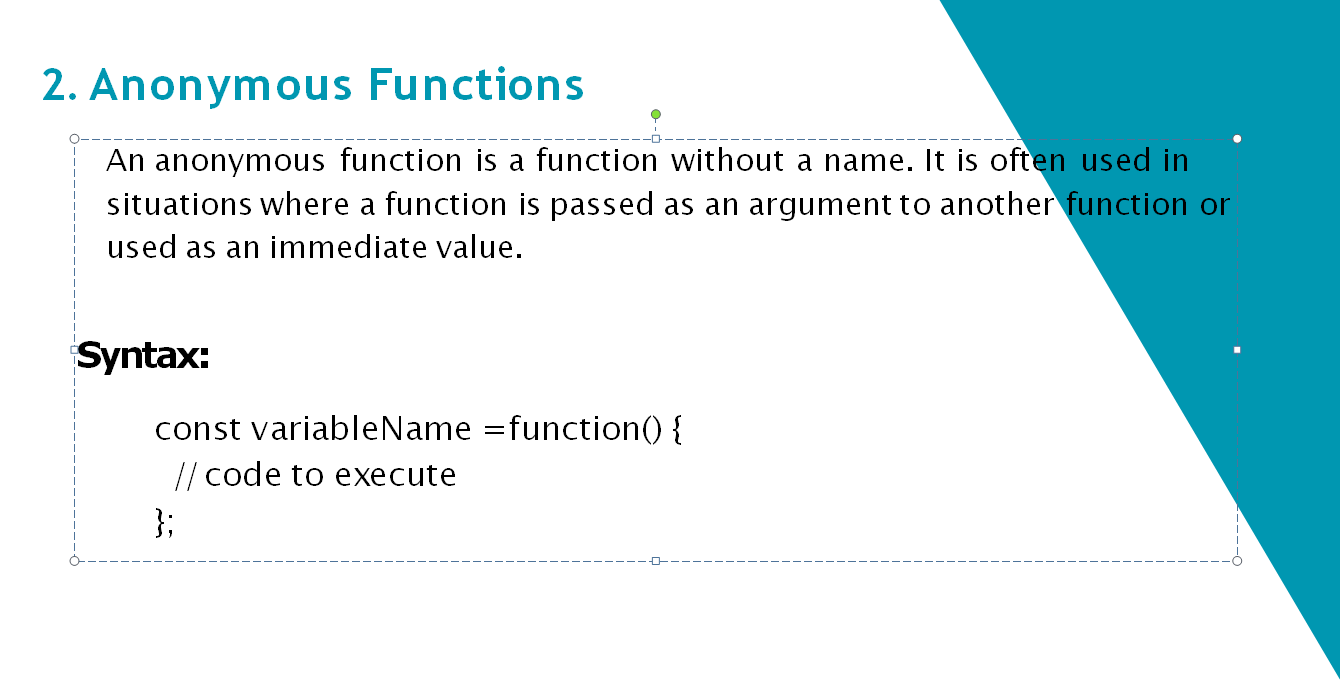 2. Anonymous Functions
An anonymous function is a function without a name. It is often used in
situations where a function is passed as an argument to another function or
used as an immediate value.
Syntax:
const variableName =function() {
// code to execute
};